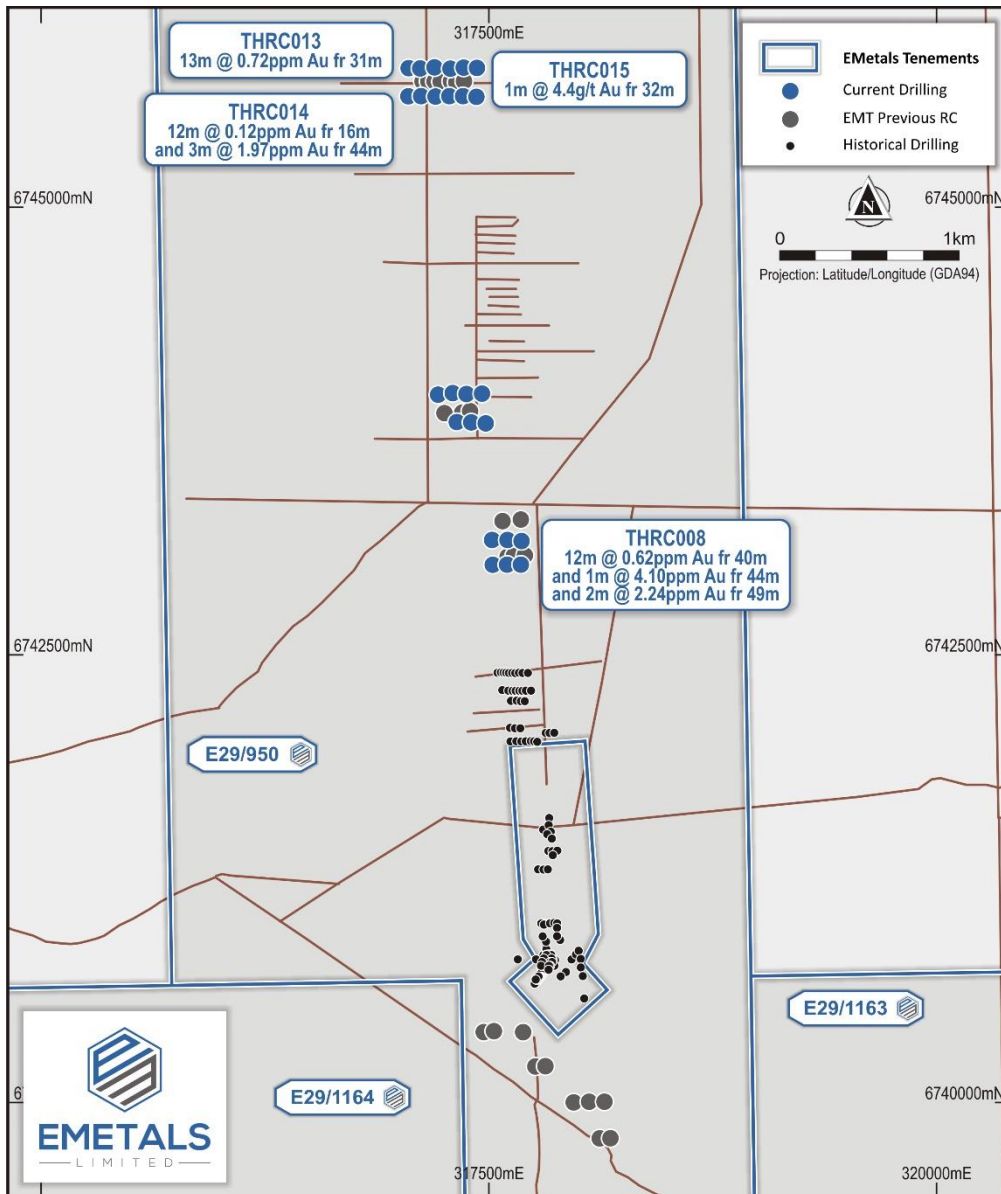 317500mE
THRC013
13m @ 0.72ppm Au fr 31m
THRC015
1m @ 4.4g/t Au fr 32m
THRC014
12m @ 0.12ppm Au fr 16m
and 3m @ 1.97ppm Au fr 44m
EMetals Tenements
Current Drilling
EMT Previous RC
Historical Drilling
6745000mN
6745000mN
N
0 1km
Projection: Latitude/Longitude (GDA94)
THRC008
12m @ 0.62ppm Au fr 40m
and 1m @ 4.10ppm Au fr 44m
and 2m @ 2.24ppm Au fr 49m
6742500mN
6742500mN
E29/950
E29/1163
E29/1164
6740000mN
EMETALS
LIMITED
317500mE
320000mE